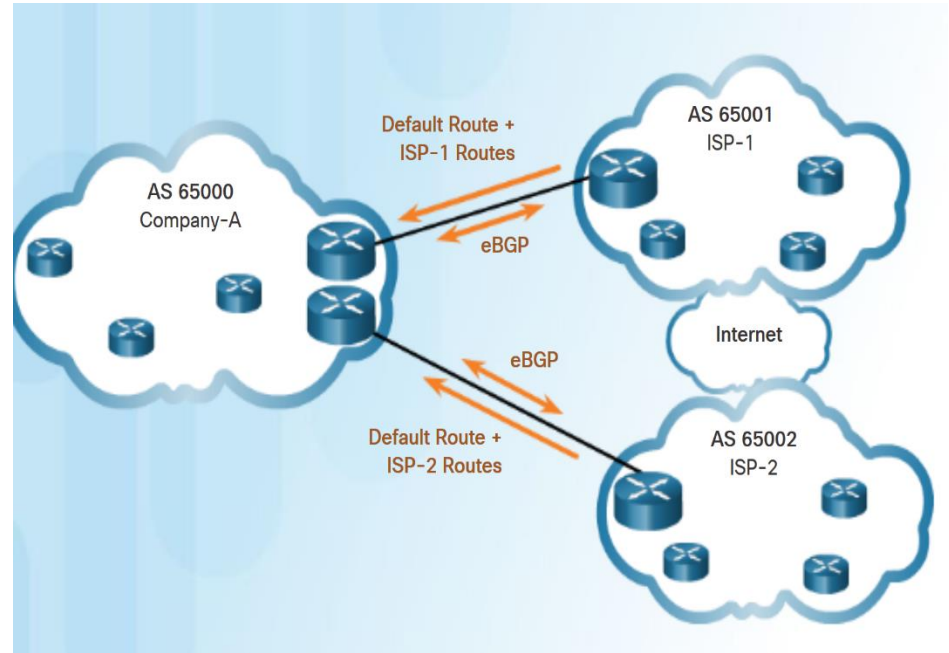 Default Route +
ISP-1 Routes
AS 65001
ISP-1
AS 65000
Company-A
eBGP
Internet
eBGP
Default Route +
ISP-2 Routes
AS 65002
ISP-2